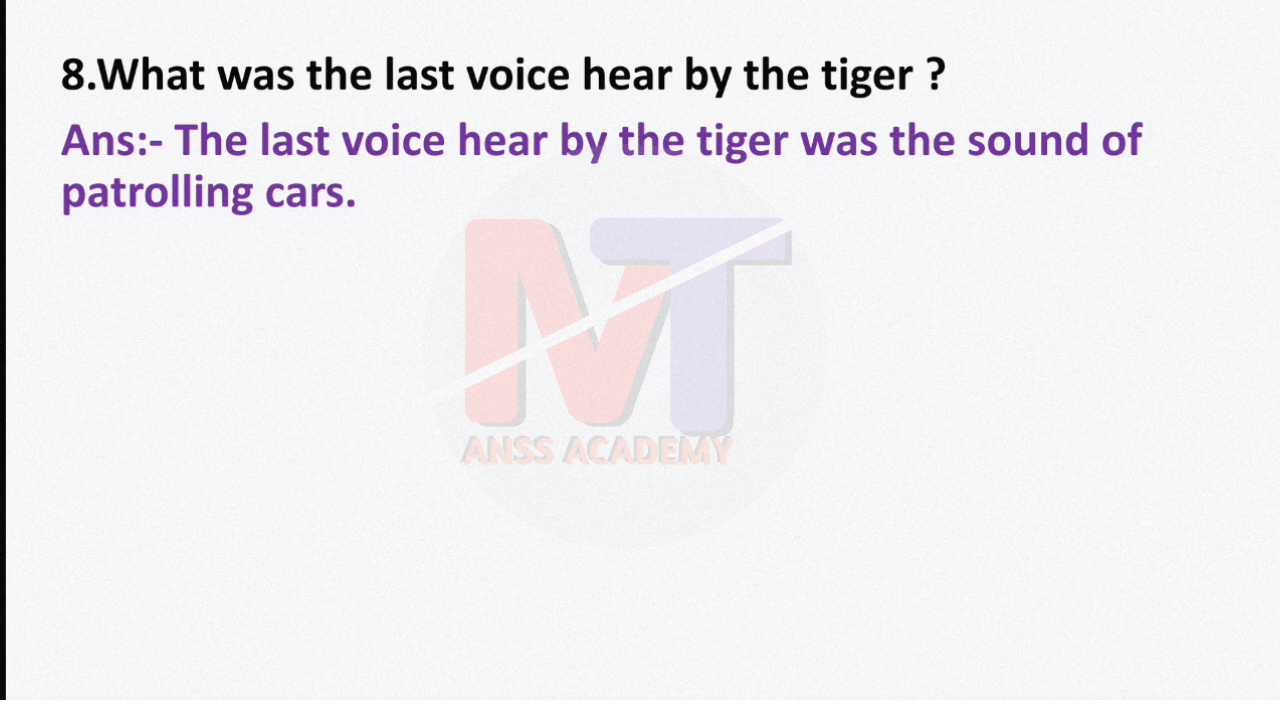 8.What was the last voice hear by the tiger ?
Ans:- The last voice hear by the tiger was the sound of
patrolling cars.
MT
ANSS ACADEMY